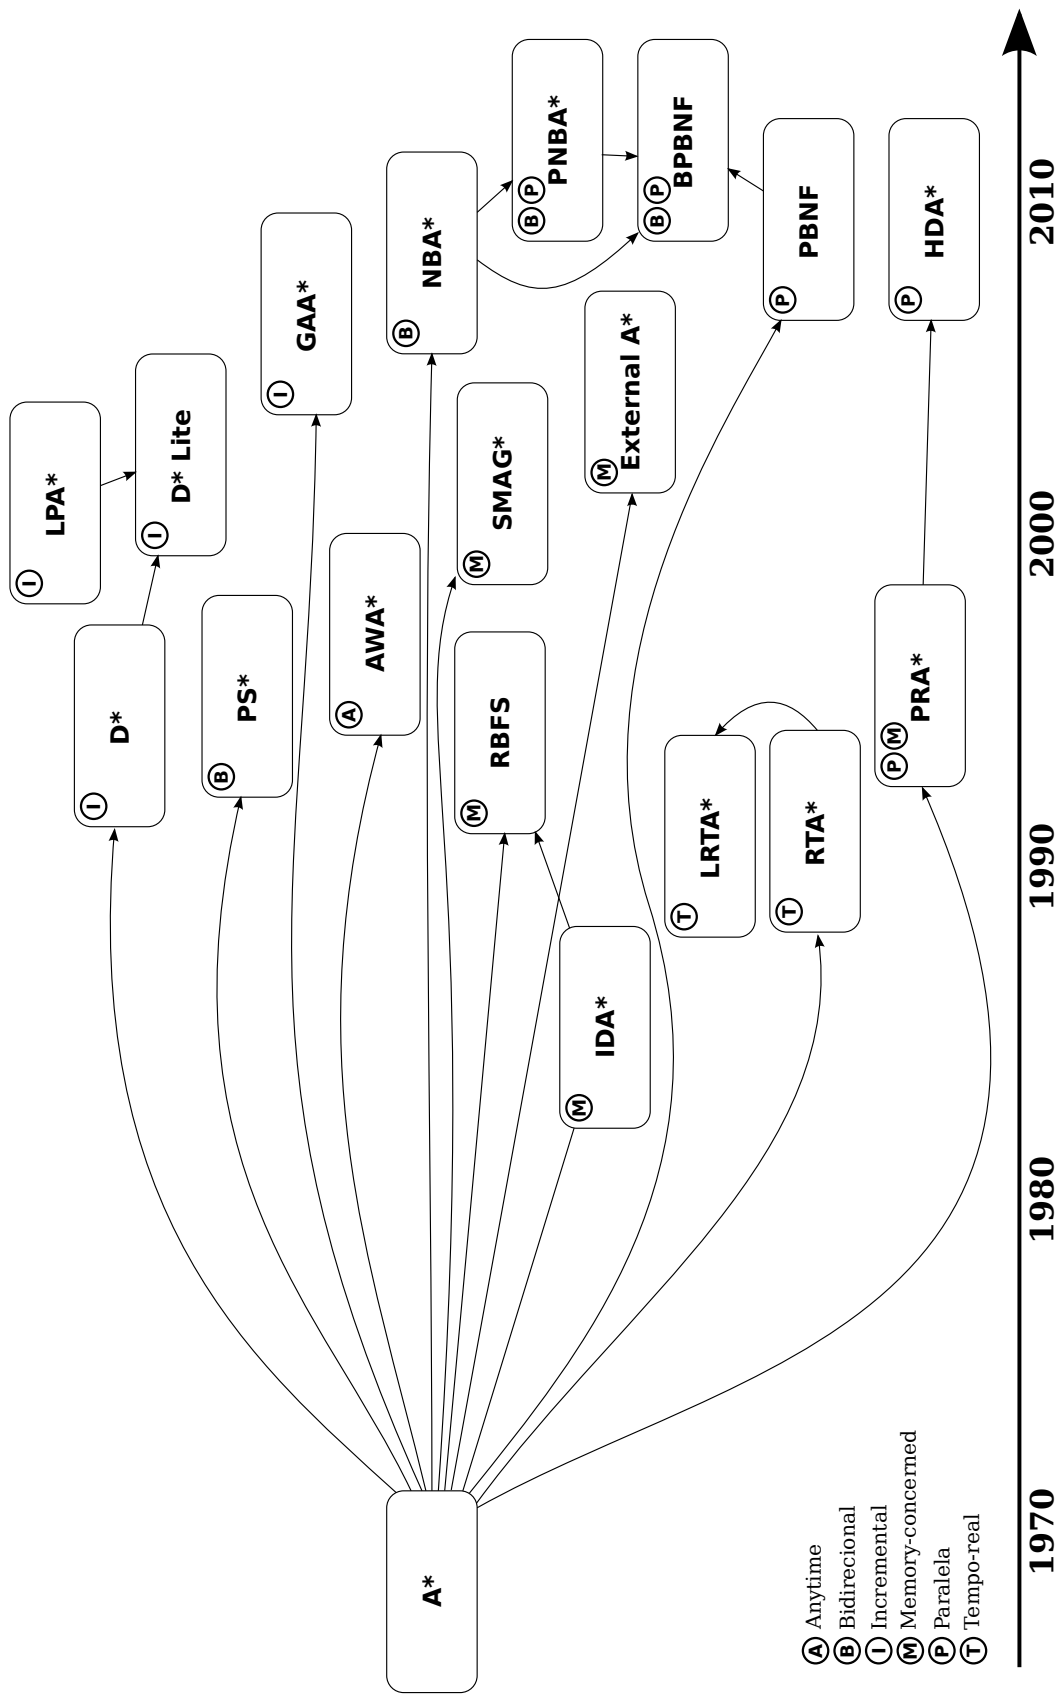 I
LPA*
I
D*
I
D* Lite
B
PS*
I
GAA*
A
AWA*
B
NBA*
M
RBFS
M
SMAG*
B P
PNBA*
M
IDA*
M
External A*
B P
BPBNF
T
LRTA*
T
RTA*
P
PBNF
P M
PRA*
P
HDA*
A*
A Anytime
B Bidirecional
I Incremental
M Memory-concerned
P Paralela
T Tempo-real
1970 1980 1990 2000 2010